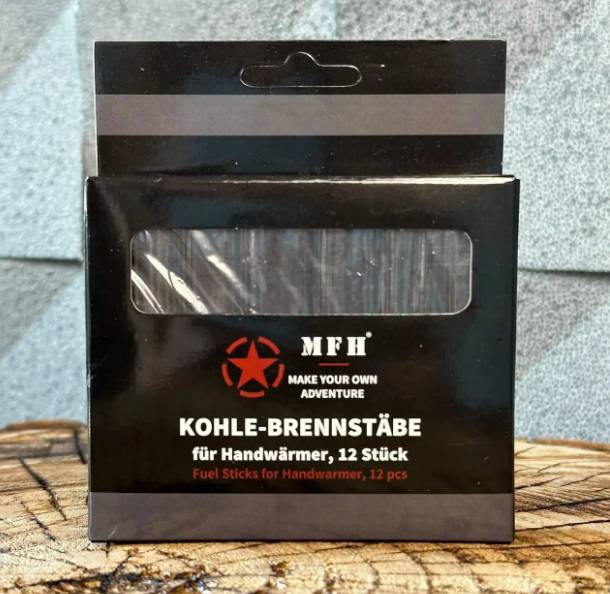 MFH®
MAKE YOUR OWN
ADVENTURE
KOHLE-BRENNSTÄBE
für Handwärmer, 12 Stück
Fuel Sticks for Handwarmer, 12 pcs